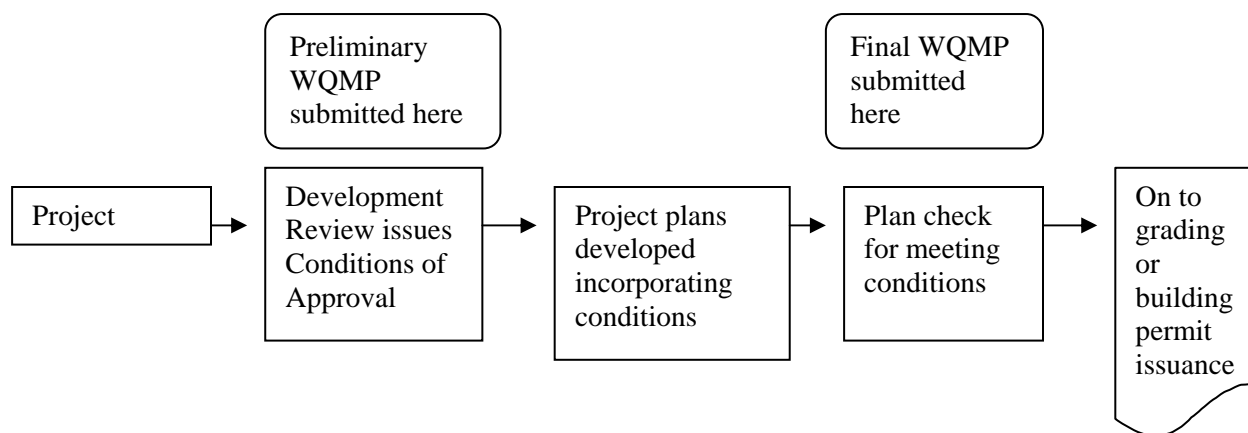 Preliminary
WQMP
submitted here
Final WQMP
submitted
here
Project
Development
Review issues
Conditions of
Approval
Project plans
developed
incorporating
conditions
Plan check
for meeting
conditions
On to
grading
or
building
permit
issuance